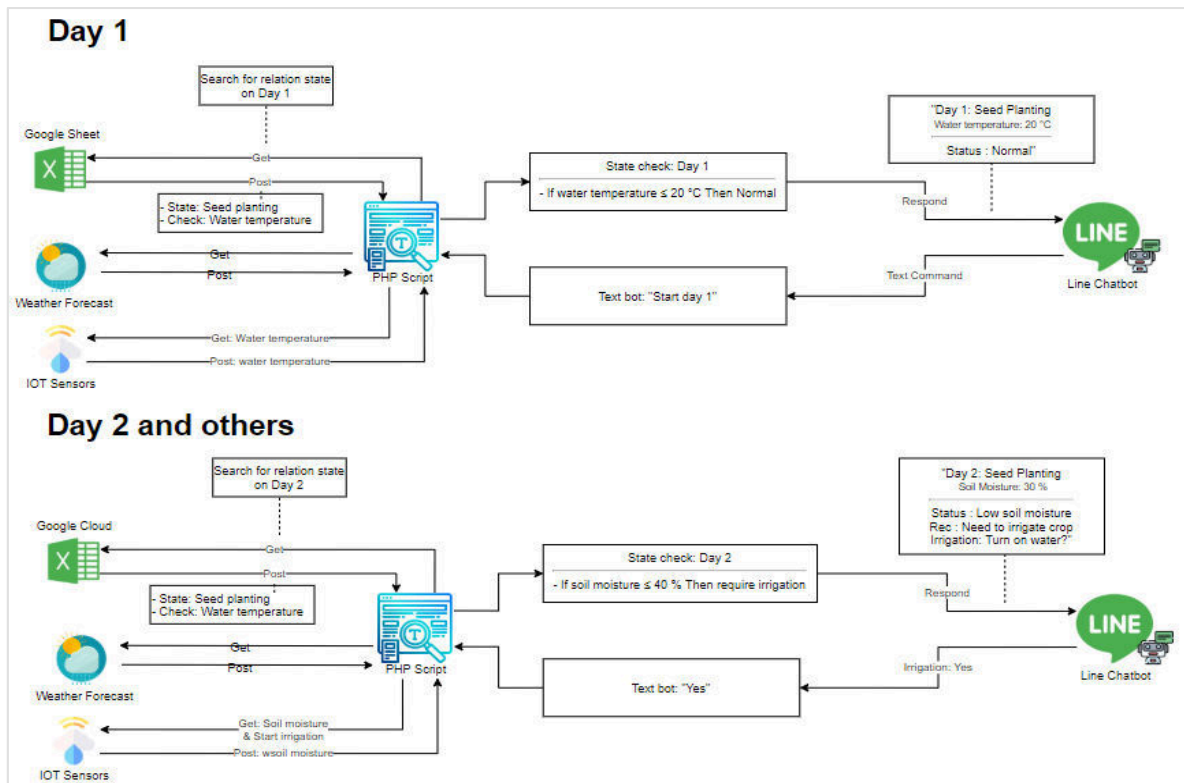 Day 1
Search for relation state
on Day 1
Google Sheet
Get
Post
- State: Seed planting
- Check: Water temperature
Get
Post
Weather Forecast
PHP Script
Get: Water temperature
Post: water temperature
IOT Sensors
State check: Day 1
- If water temperature ≤ 20 °C Then Normal
Text bot: "Start day 1"
"Day 1: Seed Planting
Water temperature: 20 °C
Status : Normal"
Respond
LINE
Text Command
Line Chatbot
Day 2 and others
Search for relation state
on Day 2
Google Cloud
Get
Post
- State: Seed planting
- Check: Water temperature
Get
Post
Weather Forecast
PHP Script
Get: Soil moisture
& Start irrigation
Post: wsoil moisture
IOT Sensors
State check: Day 2
- If soil moisture ≤ 40 % Then require irrigation
Text bot: "Yes"
"Day 2: Seed Planting
Soil Moisture: 30 %
Status : Low soil moisture
Rec : Need to irrigate crop
Irrigation: Turn on water?"
Respond
LINE
Irrigation: Yes
Line Chatbot